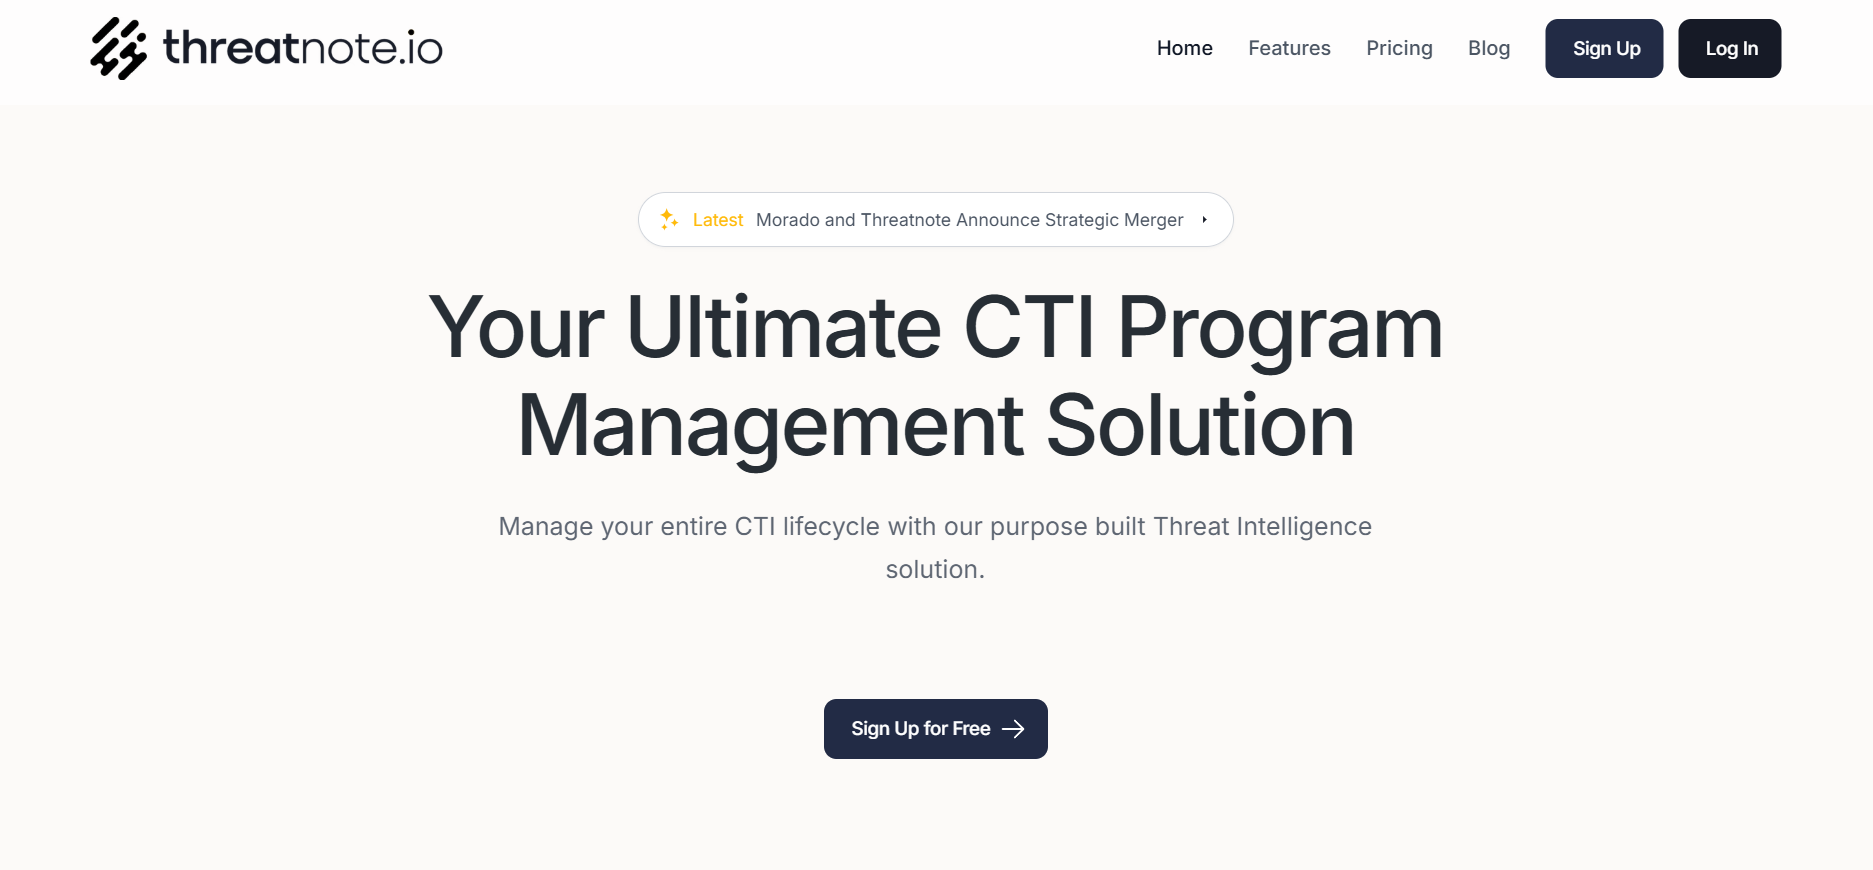 threatnote.io
Home Features Pricing Blog Sign Up Log In
Latest Morado and Threatnote Announce Strategic Merger
Your Ultimate CTI Program
Management Solution
Manage your entire CTI lifecycle with our purpose built Threat Intelligence
solution.
Sign Up for Free